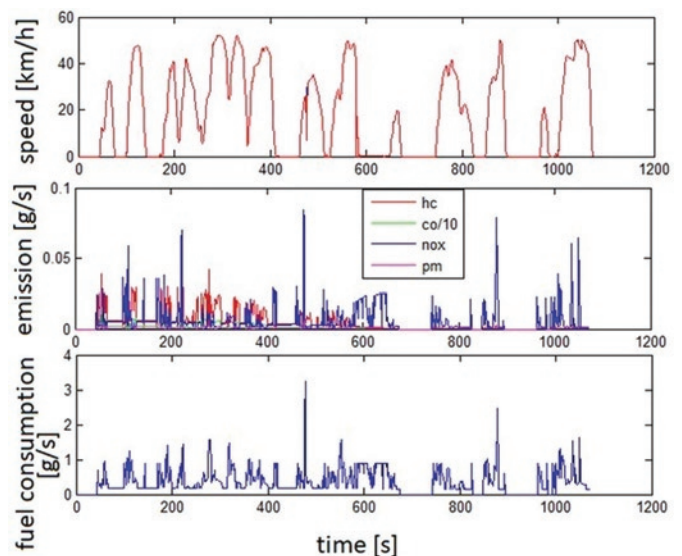 speed [km/h]
60
40
20
0
0 200 400 600 800 1000 1200
emission [g/s]
0.1
0.05
0
hc
co/10
nox
pm
0 200 400 600 800 1000 1200
fuel consumption
[g/s]
4
3
2
1
0
0 200 400 600 800 1000 1200
time [s]